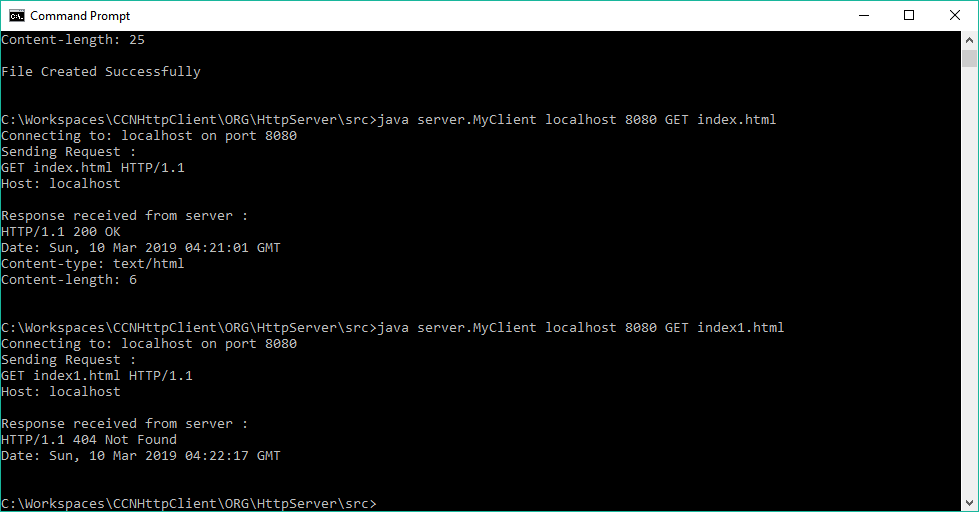 Command Prompt
Content-length: 25
File Created Successfully
C:\Workspaces\CCNHttpClient\ORG\HttpServer\src>java server.MyClient localhost 8080 GET index.html
Connecting to: localhost on port 8080
Sending Request :
GET index.html HTTP/1.1
Host: localhost
Response received from server :
HTTP/1.1 200 OK
Date: Sun, 10 Mar 2019 04:21:01 GMT
Content-type: text/html
Content-length: 6
C:\Workspaces\CCNHttpClient\ORG\HttpServer\src>java server.MyClient localhost 8080 GET index1.html
Connecting to: localhost on port 8080
Sending Request :
GET index1.html HTTP/1.1
Host: localhost
Response received from server :
HTTP/1.1 404 Not Found
Date: Sun, 10 Mar 2019 04:22:17 GMT
C:\Workspaces\CCNHttpClient\ORG\HttpServer\src>